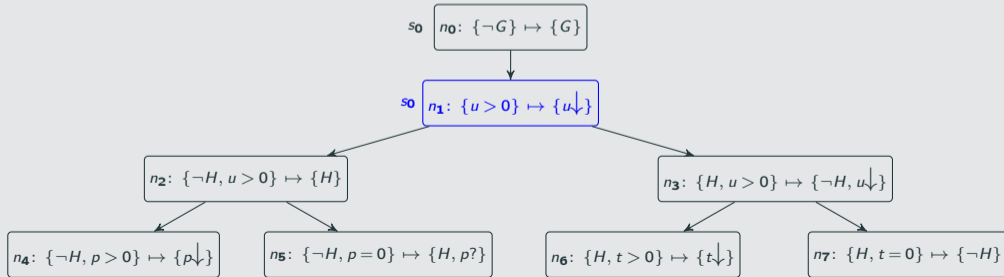 s₀ n₀: {¬G} ↦ {G}
s₀ n₁: {u > 0} ↦ {u↓}
n₂: {¬H, u > 0} ↦ {H}
n₃: {H, u > 0} ↦ {¬H, u↓}
n₄: {¬H, p > 0} ↦ {p↓}
n₅: {¬H, p = 0} ↦ {H, p?}
n₆: {H, t > 0} ↦ {t↓}
n₇: {H, t = 0} ↦ {¬H}